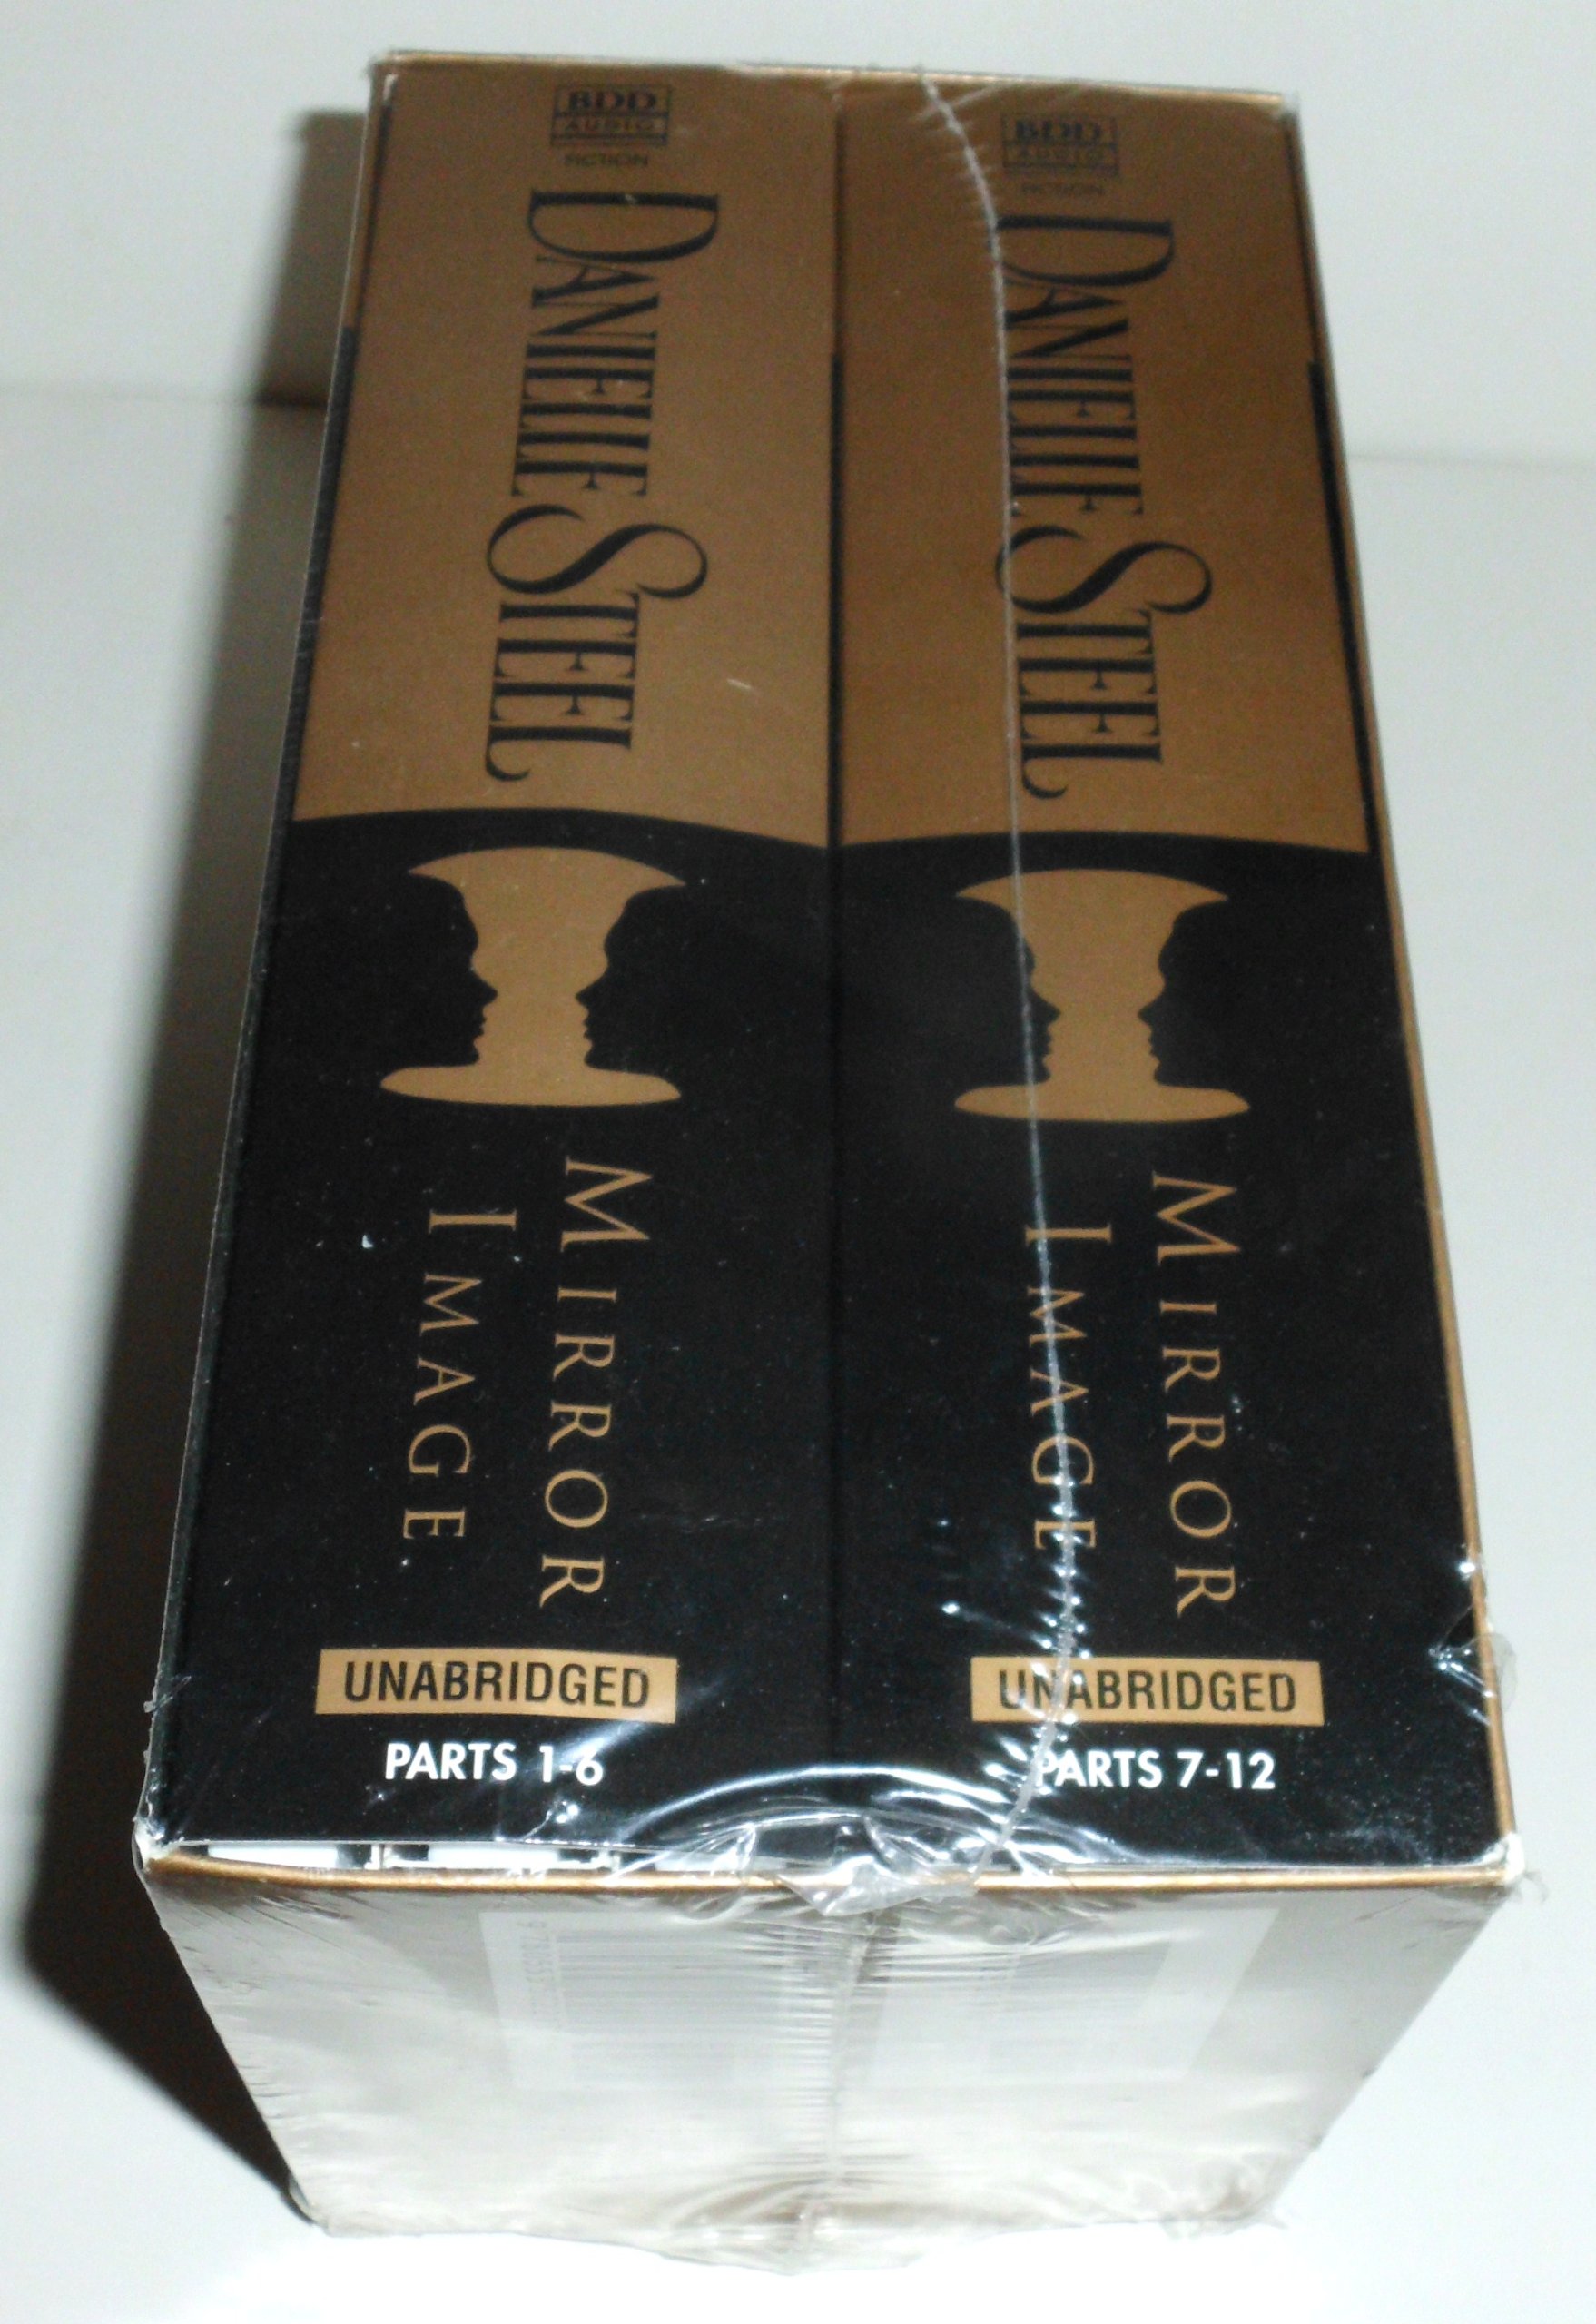 BDD
AUDIO
FICTION
DANIELLE STEEL
MIRROR
IMAGE
UNABRIDGED
PARTS 1-6
BDD
AUDIO
FICTION
DANIELLE STEEL
MIRROR
IMAGE
UNABRIDGED
PARTS 7-12